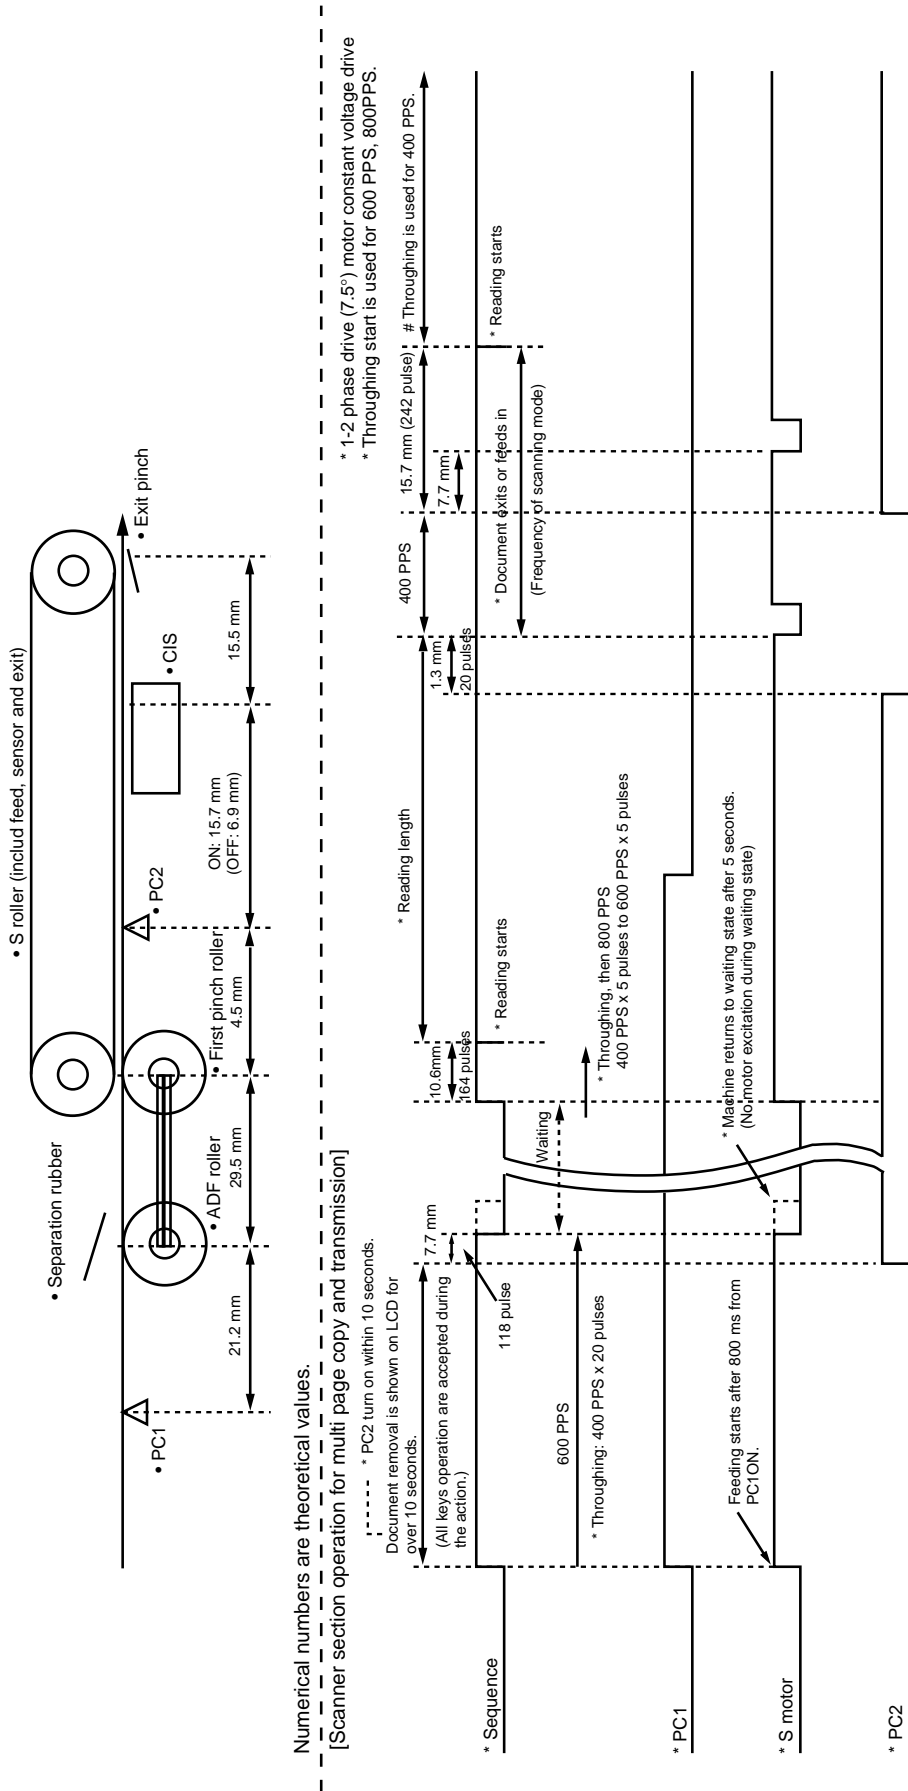 • S roller (includ feed, sensor and exit)
• Separation rubber
• Exit pinch
• CIS
• PC2
• First pinch roller
• ADF roller
• PC1
21.2 mm
29.5 mm
4.5 mm
ON: 15.7 mm
(OFF: 6.9 mm)
15.5 mm
Numerical numbers are theoretical values.
[Scanner section operation for multi page copy and transmission]
* 1-2 phase drive (7.5°) motor constant voltage drive
* Throughing start is used for 600 PPS, 800PPS.
* PC2 turn on within 10 seconds.
Document removal is shown on LCD for
over 10 seconds.
(All keys operation are accepted during
the action.)
7.7 mm
118 pulse
Waiting
10.6mm
164 pulses
* Reading starts
* Reading length
1.3 mm
20 pulses
400 PPS
15.7 mm (242 pulse)
7.7 mm
# Throughing is used for 400 PPS.
* Reading starts
* Document exits or feeds in
(Frequency of scanning mode)
* Sequence
600 PPS
* Throughing: 400 PPS x 20 pulses
* Throughing, then 800 PPS
400 PPS x 5 pulses to 600 PPS x 5 pulses
* PC1
Feeding starts after 800 ms from
PC1ON.
* Machine returns to waiting state after 5 seconds.
(No motor excitation during waiting state)
* S motor
* PC2